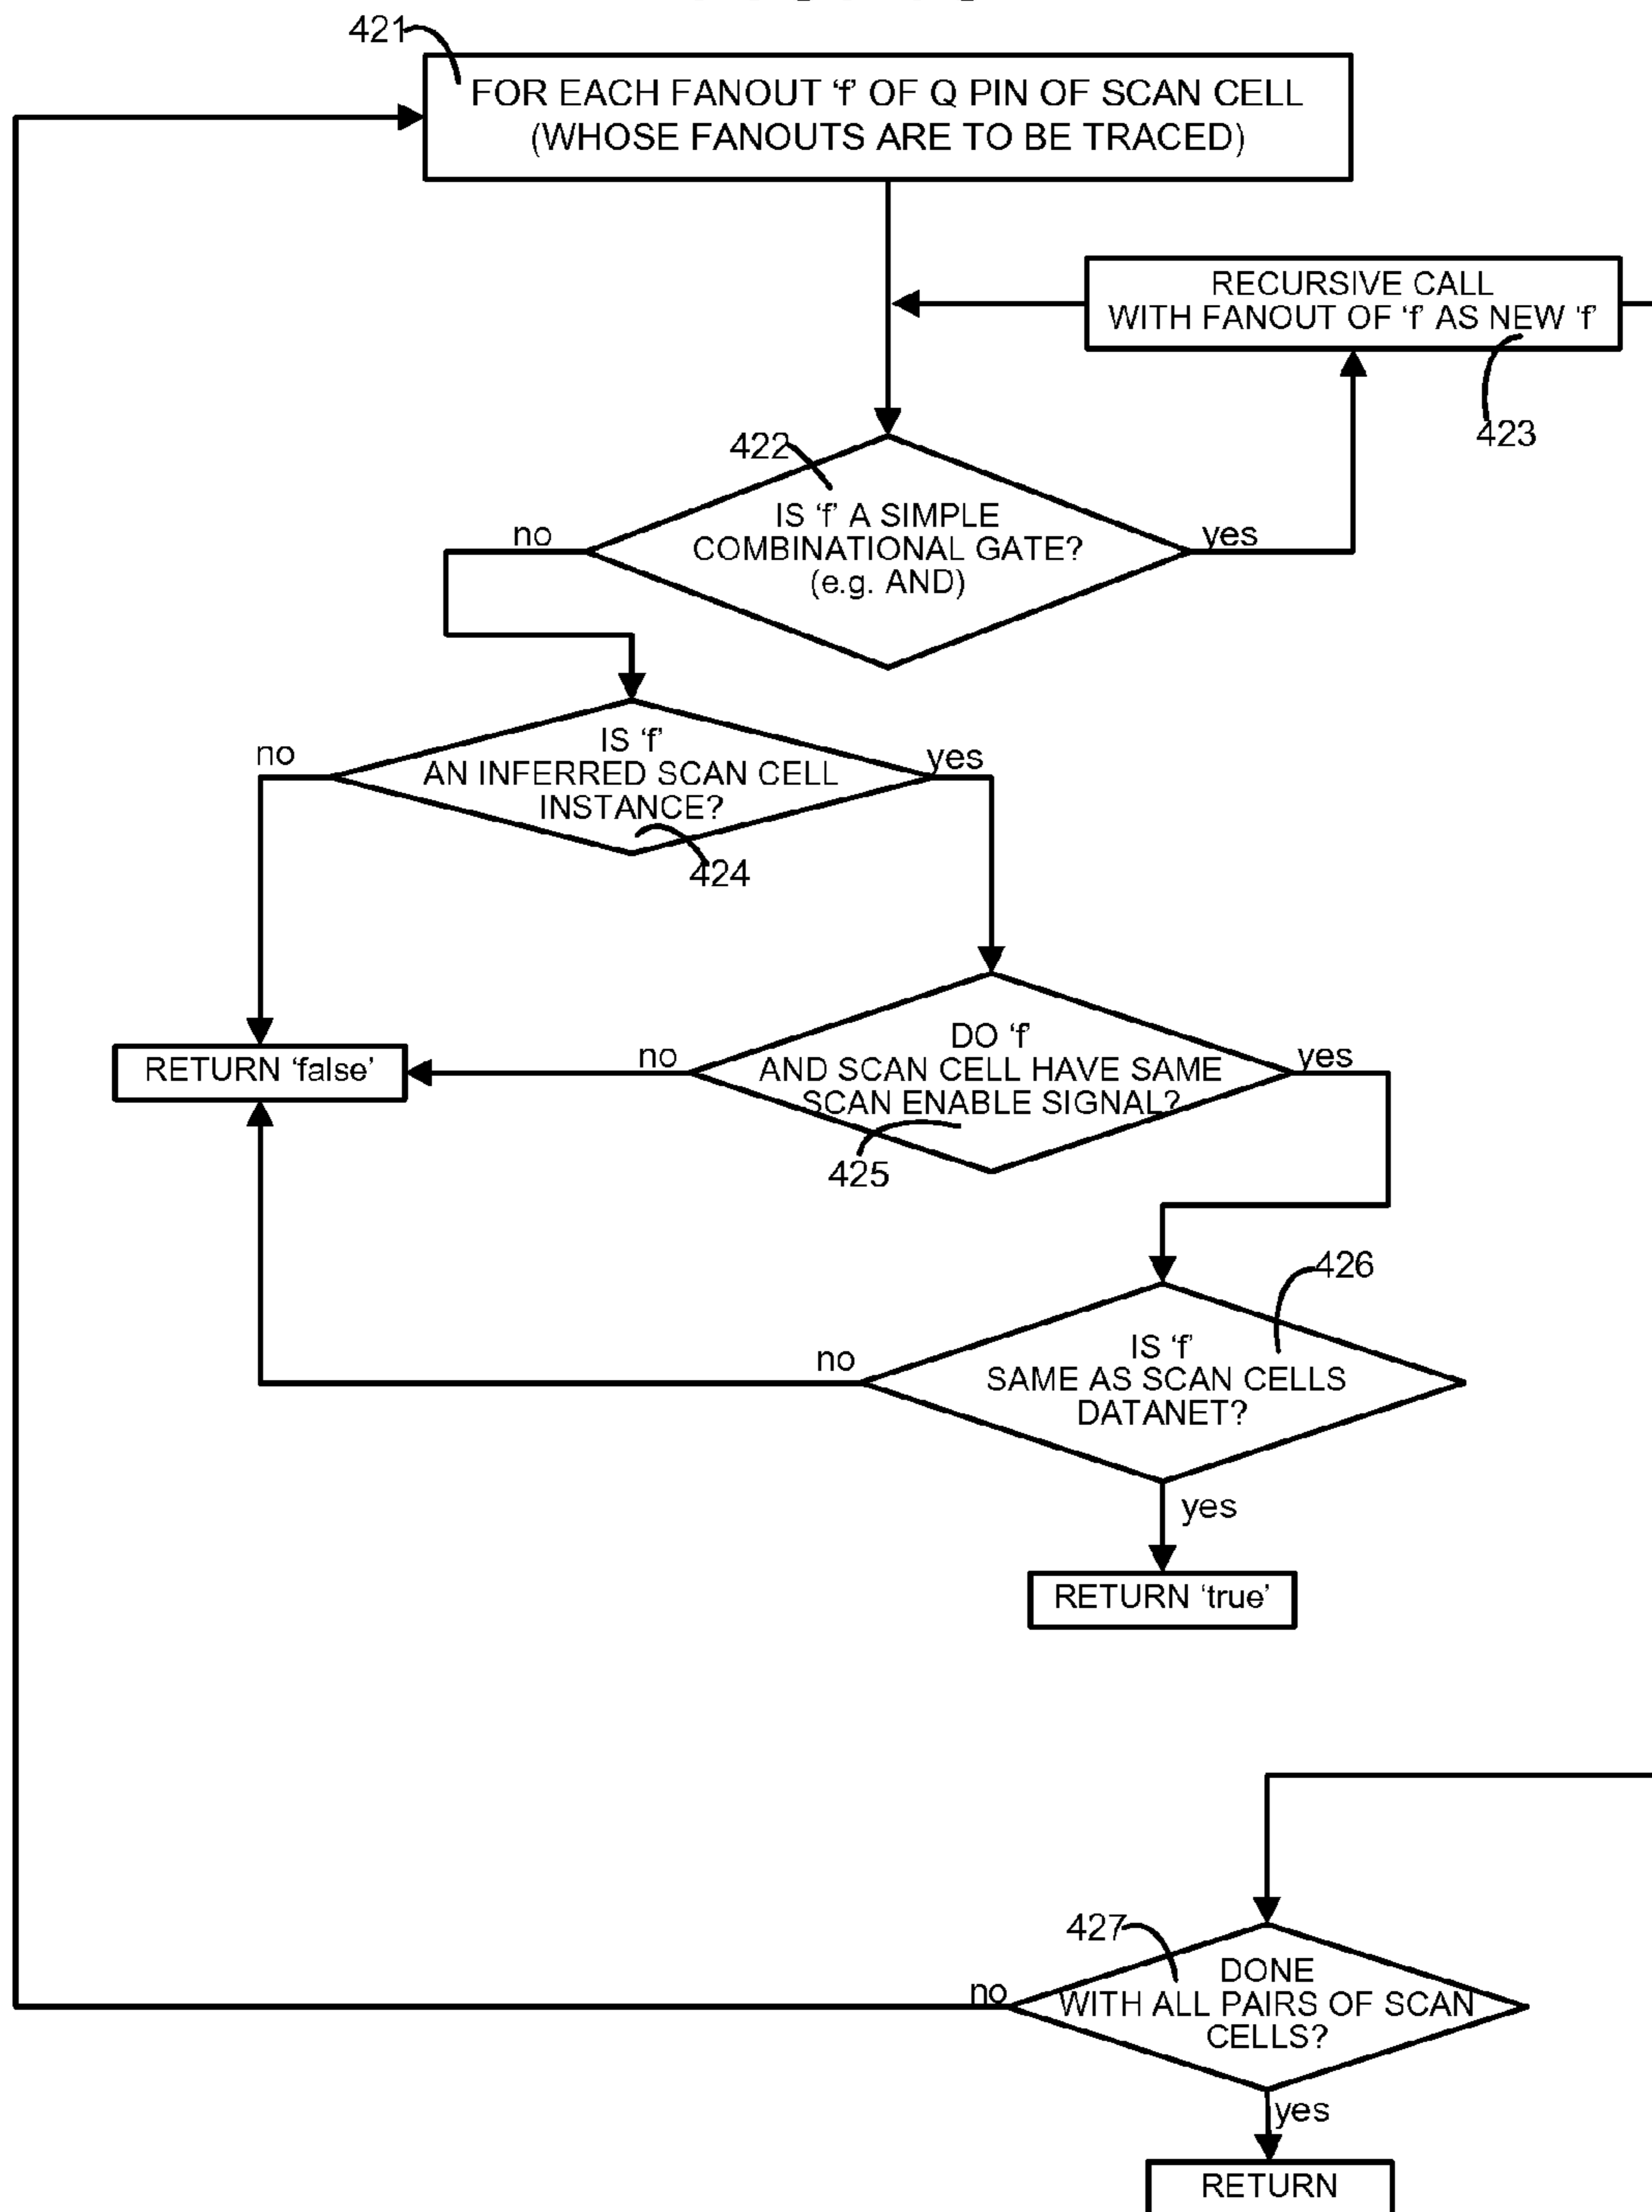 421
FOR EACH FANOUT ‘f’ OF Q PIN OF SCAN CELL
(WHOSE FANOUTS ARE TO BE TRACED)
RECURSIVE CALL
WITH FANOUT OF ‘f’ AS NEW ‘f’
423
422
IS ‘f’ A SIMPLE
COMBINATIONAL GATE?
(e.g. AND)
no
yes
IS ‘f’
AN INFERRED SCAN CELL
INSTANCE?
no
yes
424
DO ‘f’
AND SCAN CELL HAVE SAME
SCAN ENABLE SIGNAL?
no
yes
RETURN ‘false’
425
426
IS ‘f’
SAME AS SCAN CELLS
DATANET?
no
yes
RETURN ‘true’
427
DONE
WITH ALL PAIRS OF SCAN
CELLS?
no
yes
RETURN